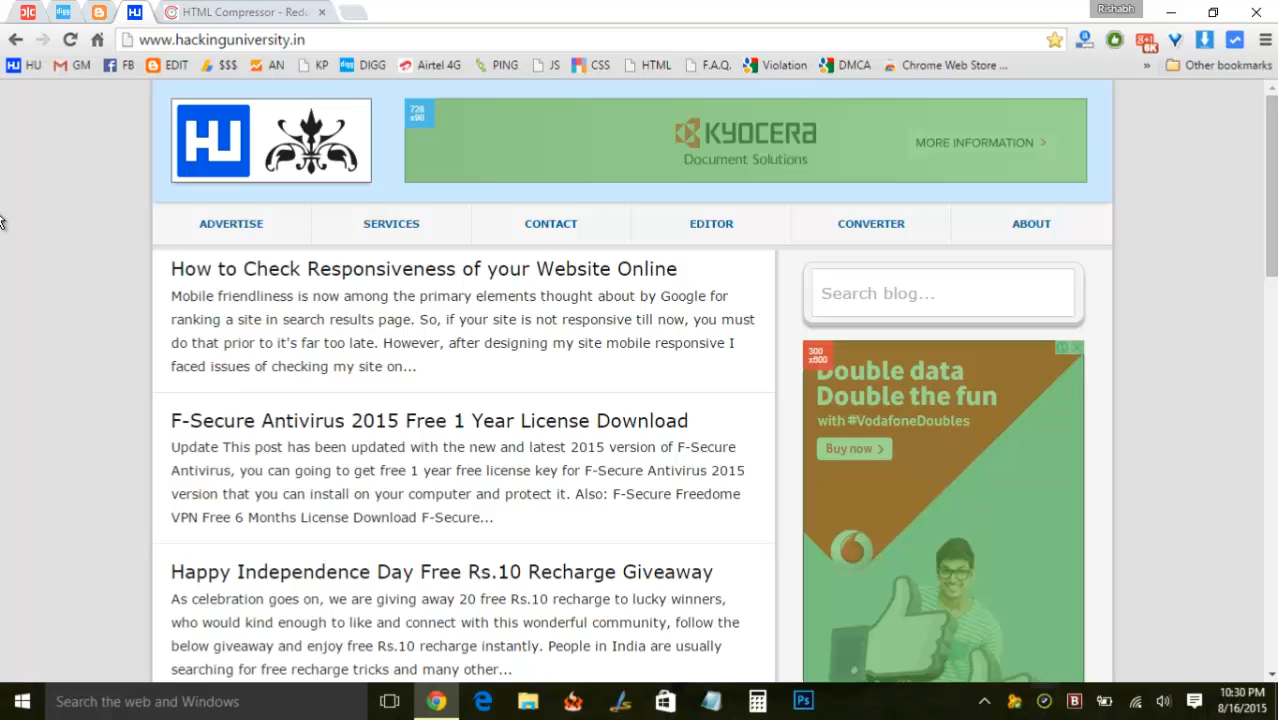 HTML Compressor - Redu
Rishabh
www.hackinguniversity.in
HU GM FB EDIT $$$ AN KP DIGG Airtel 4G PING JS CSS HTML F.A.Q. Violation DMCA Chrome Web Store ... » Other bookmarks
HU
728
x90
KYOCERA
Document Solutions
MORE INFORMATION >
ADVERTISE SERVICES CONTACT EDITOR CONVERTER ABOUT
How to Check Responsiveness of your Website Online
Mobile friendliness is now among the primary elements thought about by Google for
ranking a site in search results page. So, if your site is not responsive till now, you must
do that prior to it's far too late. However, after designing my site mobile responsive I
faced issues of checking my site on...
F-Secure Antivirus 2015 Free 1 Year License Download
Update This post has been updated with the new and latest 2015 version of F-Secure
Antivirus, you can going to get free 1 year free license key for F-Secure Antivirus 2015
version that you can install on your computer and protect it. Also: F-Secure Freedome
VPN Free 6 Months License Download F-Secure...
Happy Independence Day Free Rs.10 Recharge Giveaway
As celebration goes on, we are giving away 20 free Rs.10 recharge to lucky winners,
who would kind enough to like and connect with this wonderful community, follow the
below giveaway and enjoy free Rs.10 recharge instantly. People in India are usually
searching for free recharge tricks and many other...
Search blog...
300
x600
Double data
Double the fun
with #VodafoneDoubles
Buy now >
Search the web and Windows
10:30 PM
8/16/2015